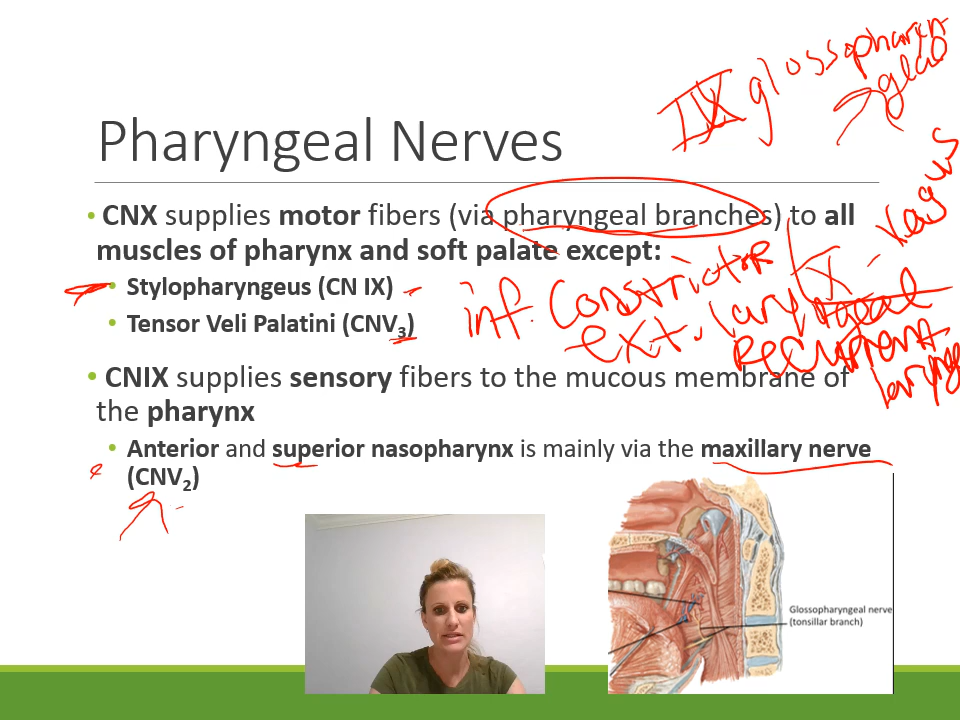 IX glossopharyn
geal
Pharyngeal Nerves
• CNX supplies motor fibers (via pharyngeal branches) to all
muscles of pharynx and soft palate except:
vagus
X
• Stylopharyngeus (CN IX)
inf. Constrictor
• Tensor Veli Palatini (CNV3)
ext. laryngeal
recurrent
• CNIX supplies sensory fibers to the mucous membrane of
the pharynx
• Anterior and superior nasopharynx is mainly via the maxillary nerve
(CNV2)
Glossopharyngeal nerve
(tonsillar branch)